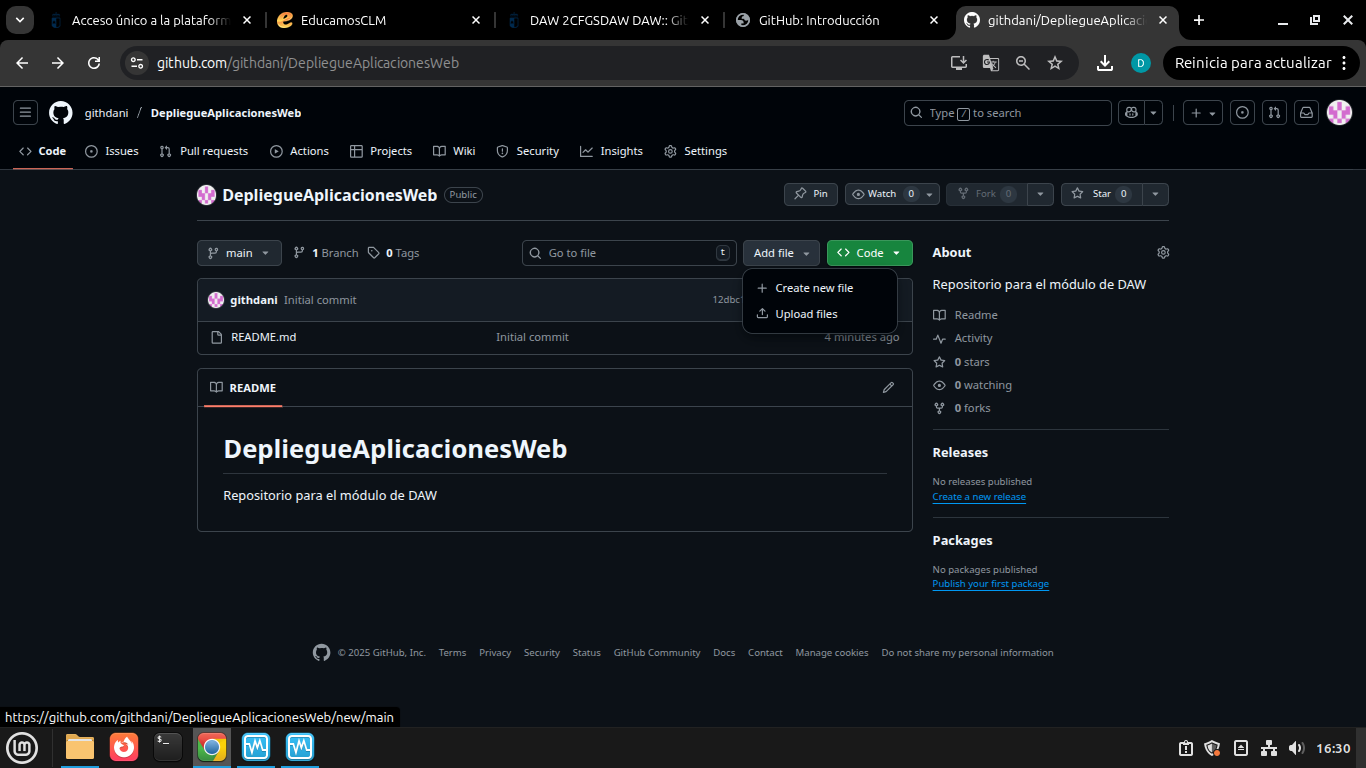 Acceso único a la plataform
EducamosCLM
DAW 2CFGSDAW DAW:: Git
GitHub: Introducción
githdani/DepliegueAplicaci
github.com/githdani/DepliegueAplicacionesWeb
D
Reinicia para actualizar
githdani / DepliegueAplicacionesWeb
Type / to search
Code
Issues
Pull requests
Actions
Projects
Wiki
Security
Insights
Settings
DepliegueAplicacionesWeb
Public
Pin
Watch 0
Fork 0
Star 0
main
1 Branch
0 Tags
Go to file
t
Add file
Code
Create new file
Upload files
githdani Initial commit
12dbc
README.md
Initial commit
4 minutes ago
README
DepliegueAplicacionesWeb
Repositorio para el módulo de DAW
About
Repositorio para el módulo de DAW
Readme
Activity
0 stars
0 watching
0 forks
Releases
No releases published
Create a new release
Packages
No packages published
Publish your first package
© 2025 GitHub, Inc. Terms Privacy Security Status GitHub Community Docs Contact Manage cookies Do not share my personal information
https://github.com/githdani/DepliegueAplicacionesWeb/new/main
$_
16:30